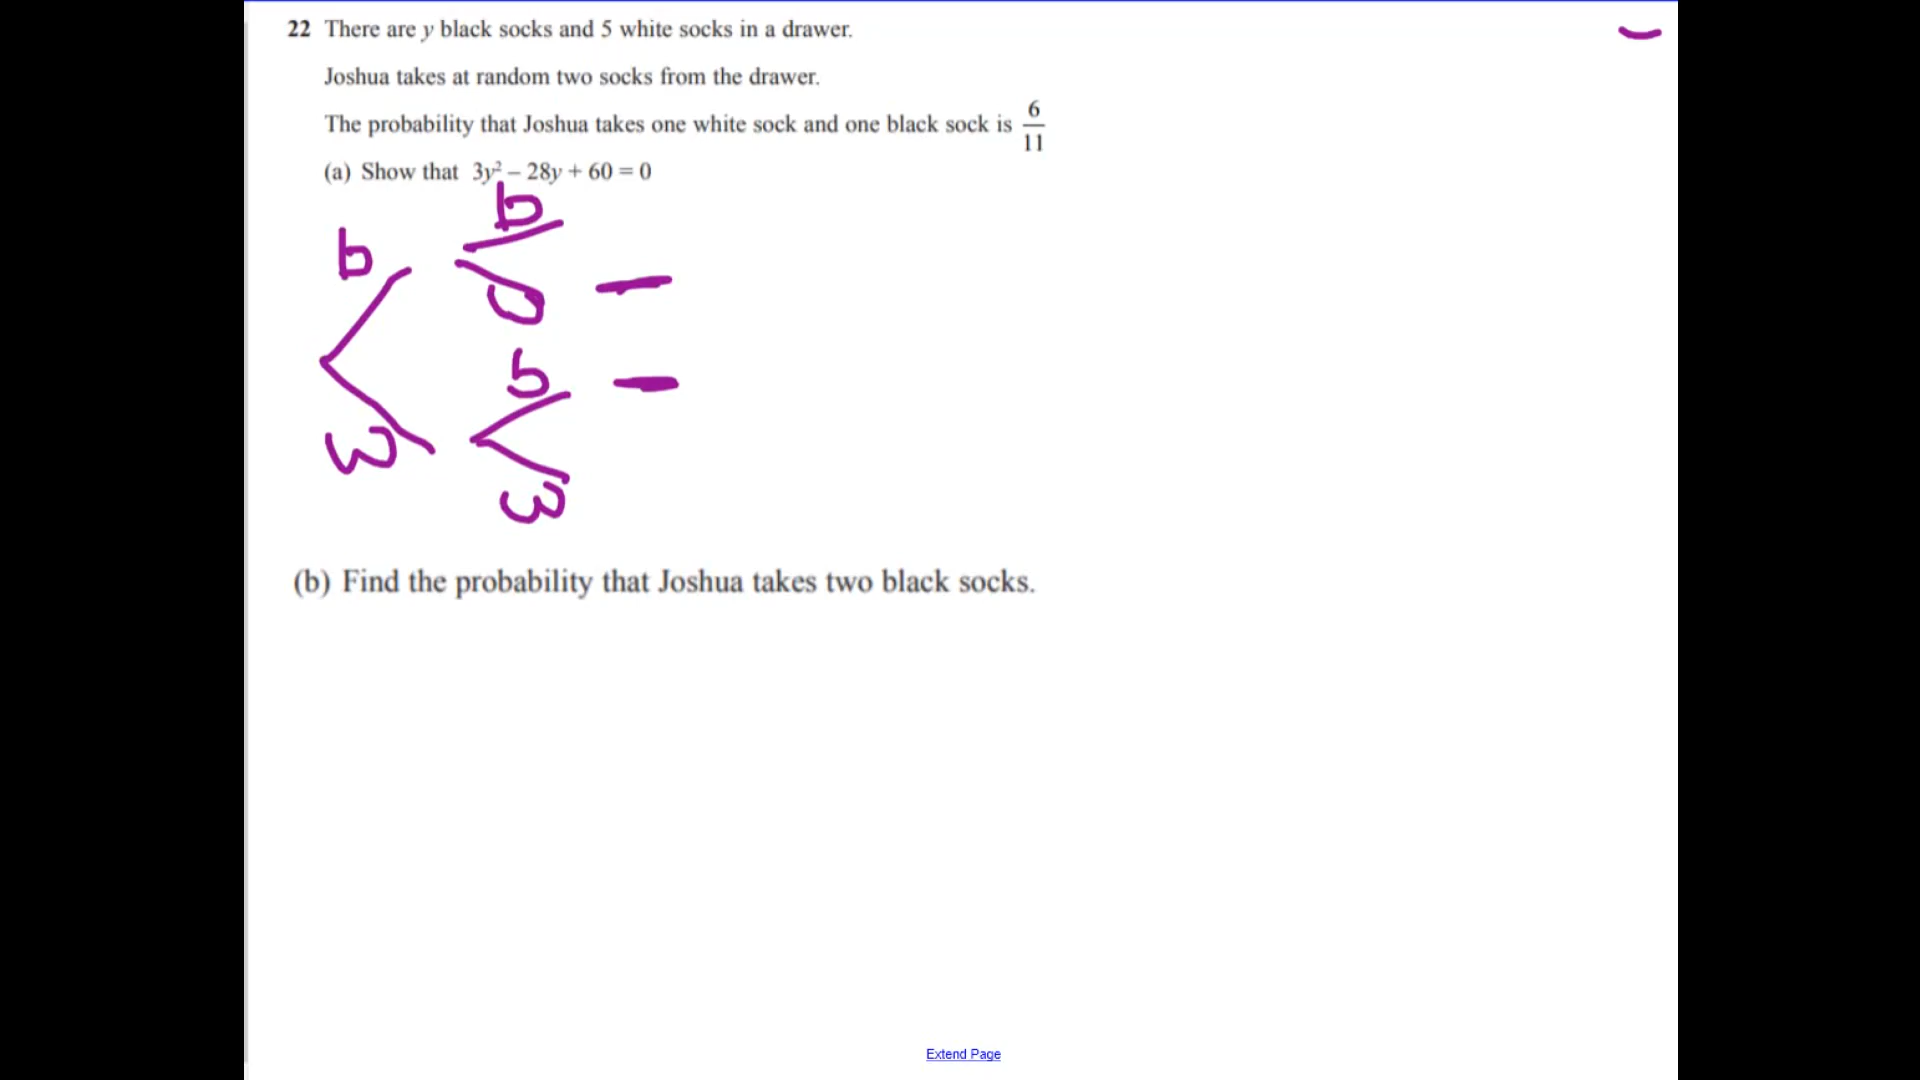 22 There are y black socks and 5 white socks in a drawer.
Joshua takes at random two socks from the drawer.
The probability that Joshua takes one white sock and one black sock is 6/11
(a) Show that 3y² – 28y + 60 = 0
b
b
b
w
w
(b) Find the probability that Joshua takes two black socks.
Extend Page